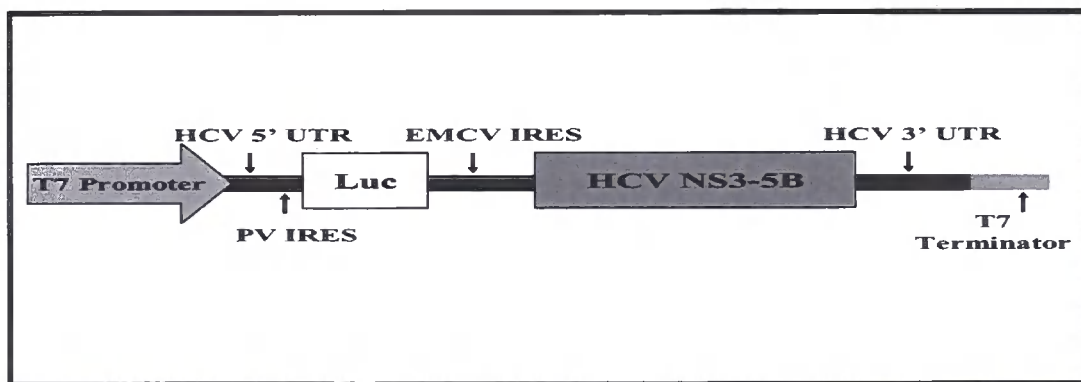 HCV 5' UTR
EMCV IRES
HCV 3' UTR
T7 Promoter
Luc
HCV NS3-5B
PV IRES
T7
Terminator